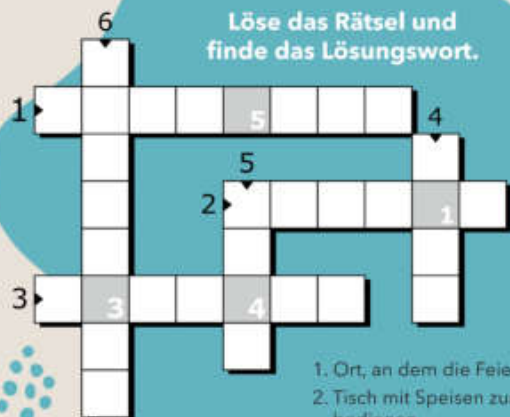 Löse das Rätsel und
finde das Lösungswort.
6
1
5
4
5
2
1
3
3
4
1. Ort, an dem die Feie
2. Tisch mit Speisen zu